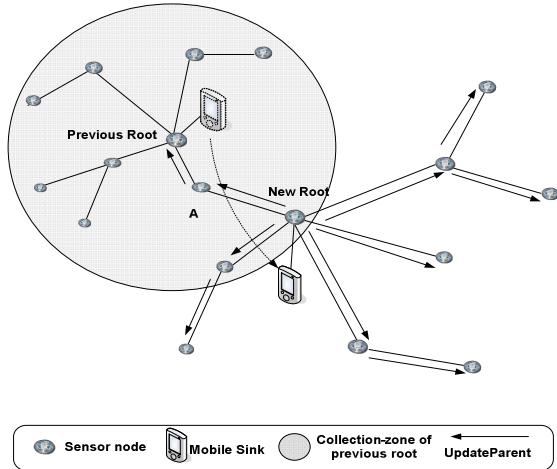 Previous Root
New Root
A
Sensor node
Mobile Sink
Collection-zone of
previous root
UpdateParent